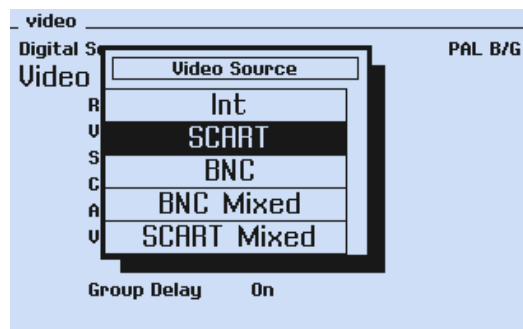 video
Digital PAL B/G
Video
Video Source
Int
SCART
BNC
BNC Mixed
SCART Mixed
R
V
S
C
A
V
Group Delay On